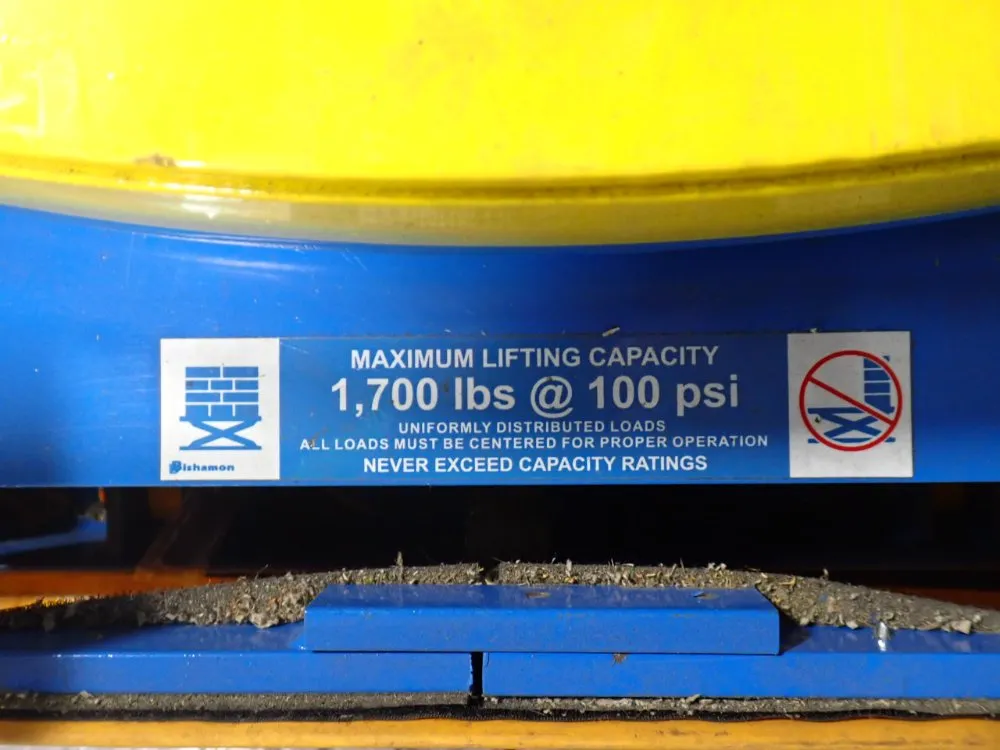 MAXIMUM LIFTING CAPACITY
1,700 lbs @ 100 psi
UNIFORMLY DISTRIBUTED LOADS
ALL LOADS MUST BE CENTERED FOR PROPER OPERATION
NEVER EXCEED CAPACITY RATINGS
Bishamon